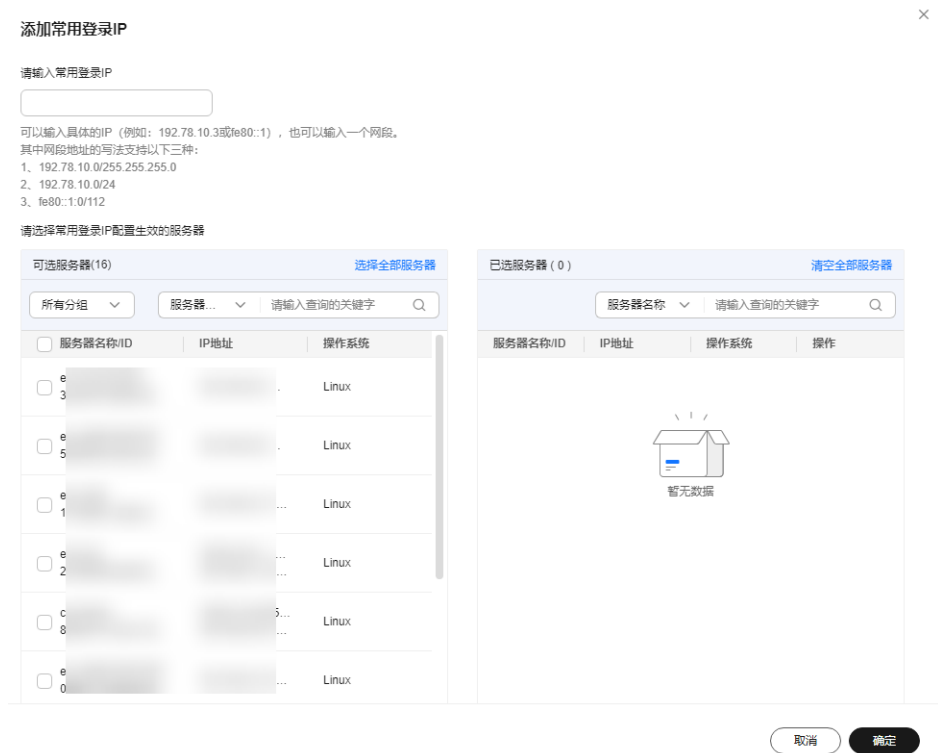 添加常用登录IP
请输入常用登录IP
可以输入具体的IP（例如：192.78.10.3或fe80::1），也可以输入一个网段。
其中网段地址的写法支持以下三种：
1、192.78.10.0/255.255.255.0
2、192.78.10.0/24
3、fe80::1:0/112
请选择常用登录IP配置生效的服务器
可选服务器(16) 选择全部服务器
所有分组 服务器... 请输入查询的关键字
服务器名称/ID IP地址 操作系统
e
3 Linux
e
5 Linux
e
1 ... Linux
e ...
2 ... Linux
c 5...
8 ... Linux
e
0 ... Linux
已选服务器 ( 0 ) 清空全部服务器
服务器名称 请输入查询的关键字
服务器名称/ID IP地址 操作系统 操作
暂无数据
取消 确定